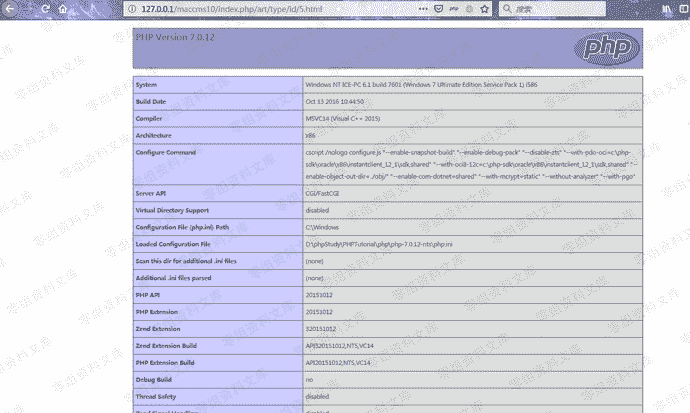 127.0.0.1/maccms10/index.php/art/type/id/5.html
搜索
PHP Version 7.0.12
php
System Windows NT ICE-PC 6.1 build 7601 (Windows 7 Ultimate Edition Service Pack 1) i586
Build Date Oct 13 2016 10:44:50
Compiler MSVC14 (Visual C++ 2015)
Architecture x86
Configure Command cscript /nologo configure.js "--enable-snapshot-build" "--enable-debug-pack" "--disable-zts" "--with-pdo-oci=c:\php-
sdk\oracle\x86\instantclient_12_1\sdk,shared" "--with-oci8-12c=c:\php-sdk\oracle\x86\instantclient_12_1\sdk,shared" "--
enable-object-out-dir=../obj/" "--enable-com-dotnet=shared" "--with-mcrypt=static" "--without-analyzer" "--with-pgo"
Server API CGI/FastCGI
Virtual Directory Support disabled
Configuration File (php.ini) Path C:\Windows
Loaded Configuration File D:\phpStudy\PHPTutorial\php\php-7.0.12-nts\php.ini
Scan this dir for additional .ini files (none)
Additional .ini files parsed (none)
PHP API 20151012
PHP Extension 20151012
Zend Extension 320151012
Zend Extension Build API320151012,NTS,VC14
PHP Extension Build API20151012,NTS,VC14
Debug Build no
Thread Safety disabled
零组资料文库